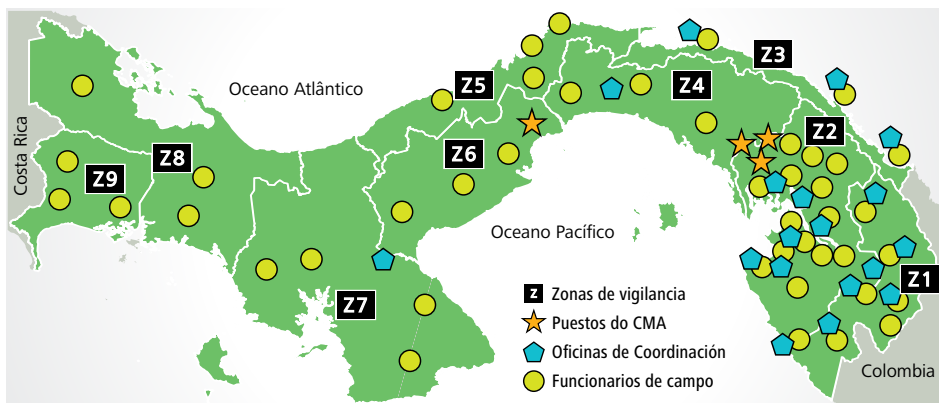 Z3
Z5
Z4
Oceano Atlântico
Z2
Costa Rica
Z8
Z6
Z9
Oceano Pacífico
Z1
Z7
z Zonas de vigilancia
Puestos do CMA
Oficinas de Coordinación
Funcionarios de campo
Colombia